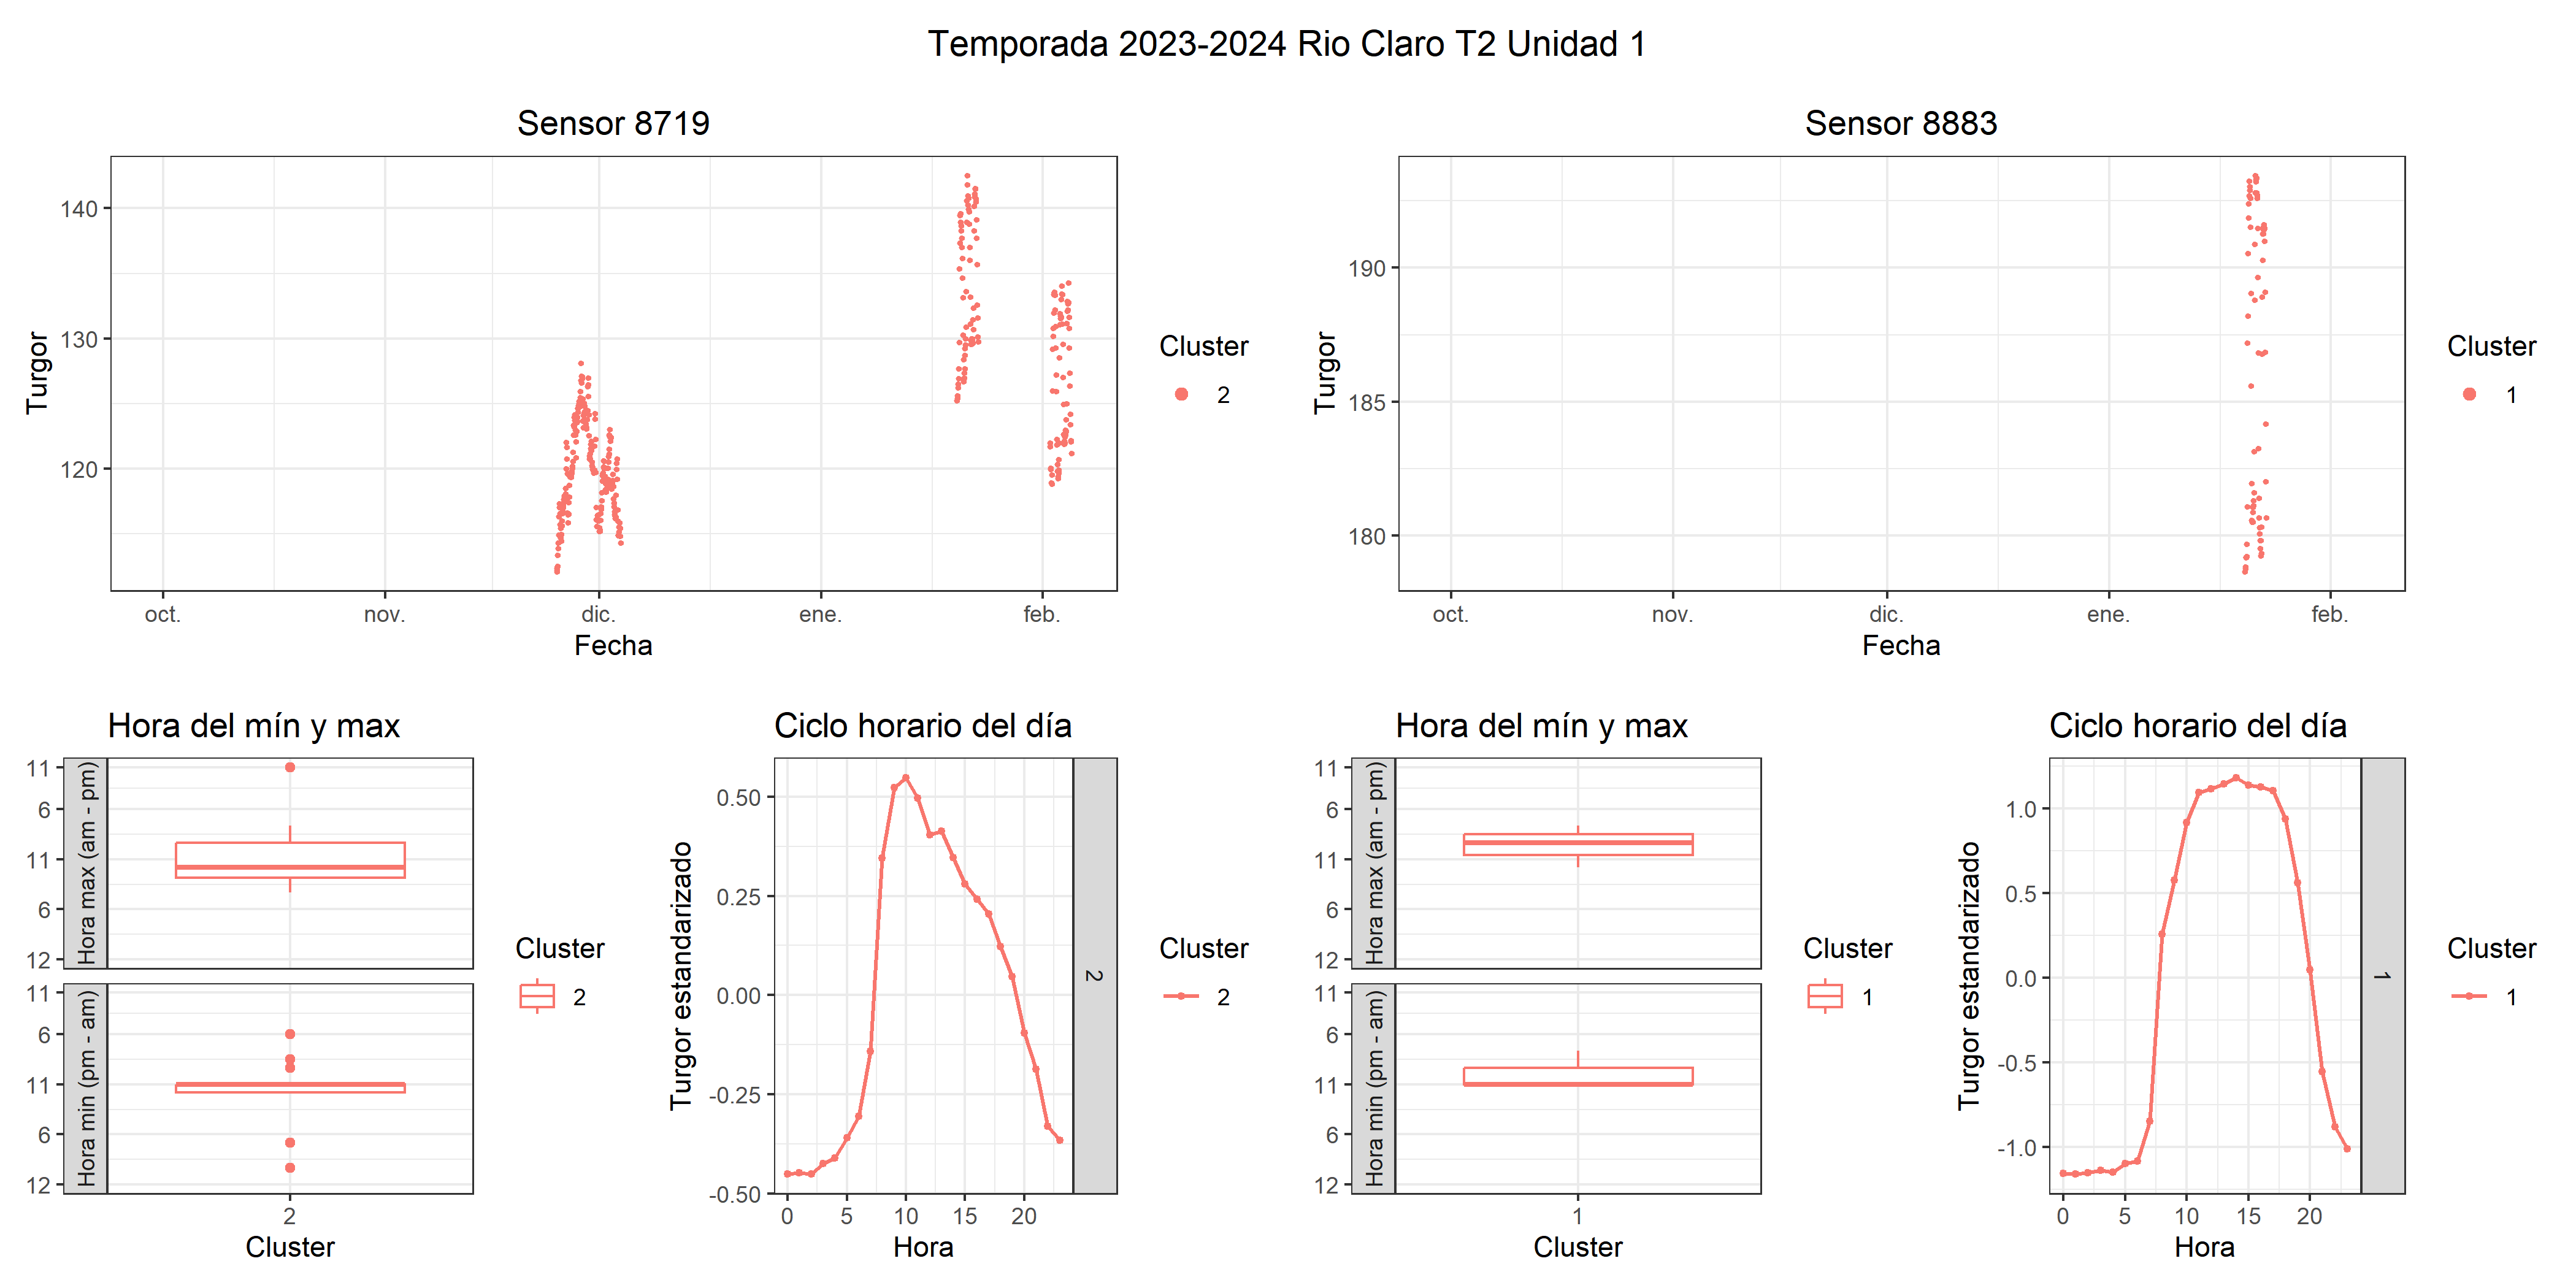 Temporada 2023-2024 Rio Claro T2 Unidad 1
Sensor 8719
Turgor
140
130
120
oct.
nov.
dic.
ene.
feb.
Fecha
Cluster
2
Sensor 8883
Turgor
190
185
180
oct.
nov.
dic.
ene.
feb.
Fecha
Cluster
1
Hora del mín y max
Hora max (am - pm)
11
6
11
6
12
Hora min (pm - am)
11
6
11
6
12
2
Cluster
Cluster
2
Ciclo horario del día
Turgor estandarizado
0.50
0.25
0.00
-0.25
-0.50
0
5
10
15
20
Hora
2
Cluster
2
Hora del mín y max
Hora max (am - pm)
11
6
11
6
12
Hora min (pm - am)
11
6
11
6
12
1
Cluster
Cluster
1
Ciclo horario del día
Turgor estandarizado
1.0
0.5
0.0
-0.5
-1.0
0
5
10
15
20
Hora
1
Cluster
1